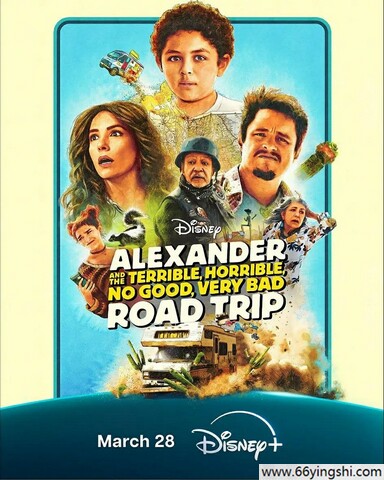 Disney
ALEXANDER
AND THE TERRIBLE, HORRIBLE,
NO GOOD, VERY BAD
ROAD TRIP
March 28 Disney+
www.66yingshi.com